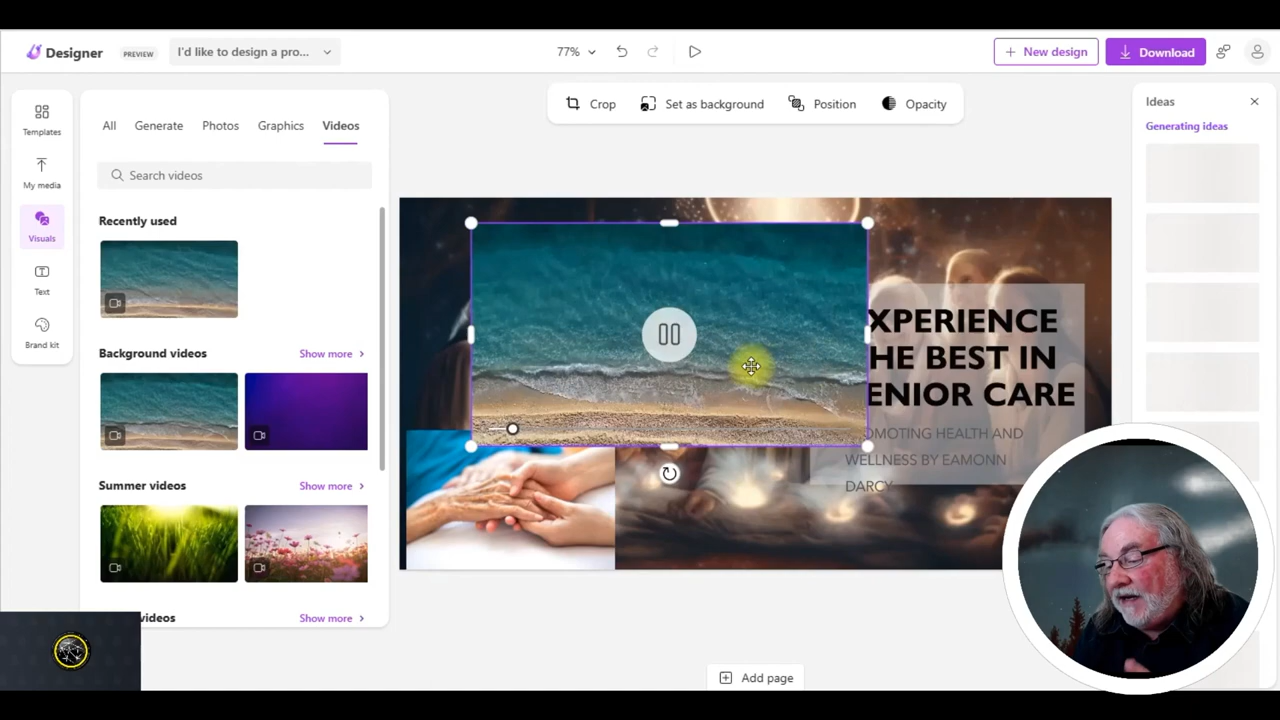 Designer PREVIEW I'd like to design a pro... 77% New design Download
Crop Set as background Position Opacity
Templates
My media
Visuals
Text
Brand kit
All Generate Photos Graphics Videos
Search videos
Recently used
Background videos Show more
Summer videos Show more
videos Show more
XPERIENCE
HE BEST IN
ENIOR CARE
OMOTING HEALTH AND
WELLNESS BY EAMONN
DARCY
Add page
Ideas
Generating ideas